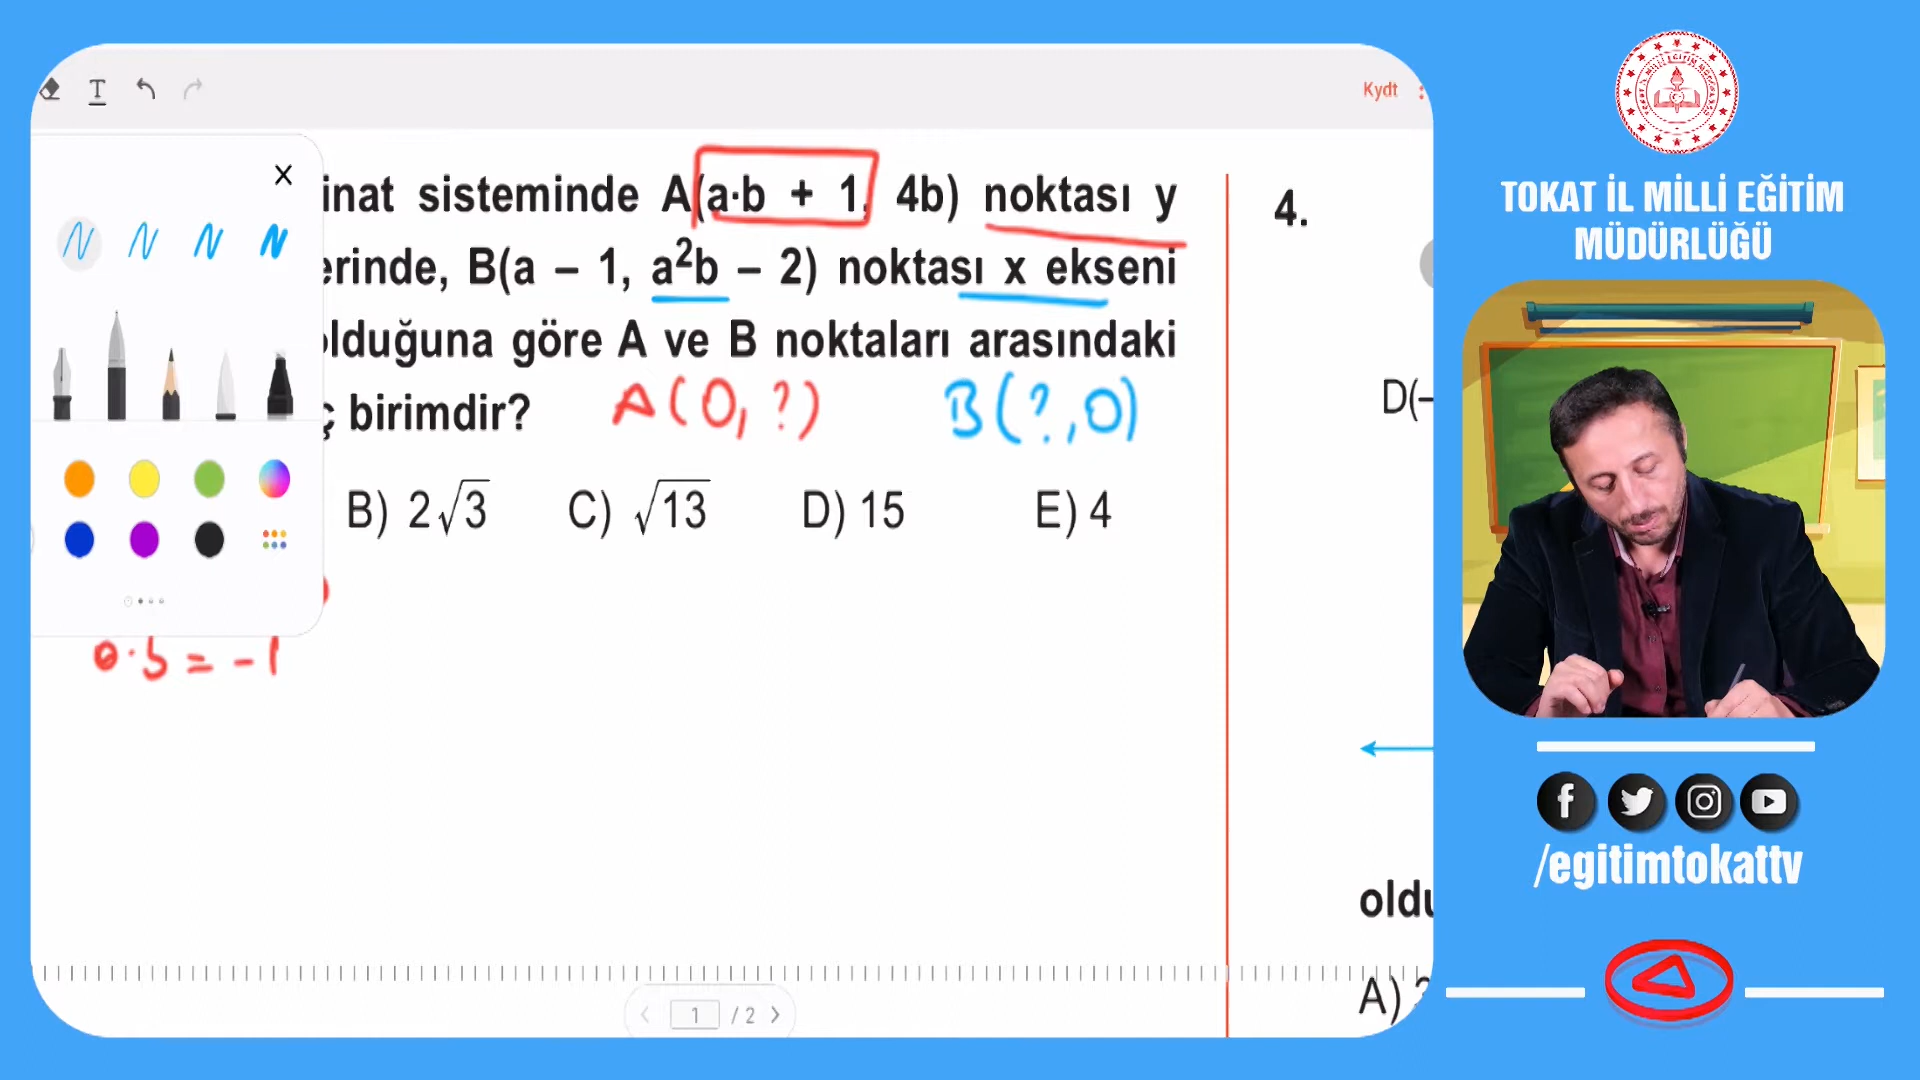 T
Kydt
inat sisteminde A(a·b + 1, 4b) noktası y
erinde, B(a – 1, a²b – 2) noktası x ekseni
olduğuna göre A ve B noktaları arasındaki
ç birimdir?
A(0, ?)
B(?, 0)
B) 2√3 C) √13 D) 15 E) 4
a·b = -1
1 / 2
4.
D(–
oldu
A)
TOKAT İL MİLLİ EĞİTİM
MÜDÜRLÜĞÜ
/egitimtokattv